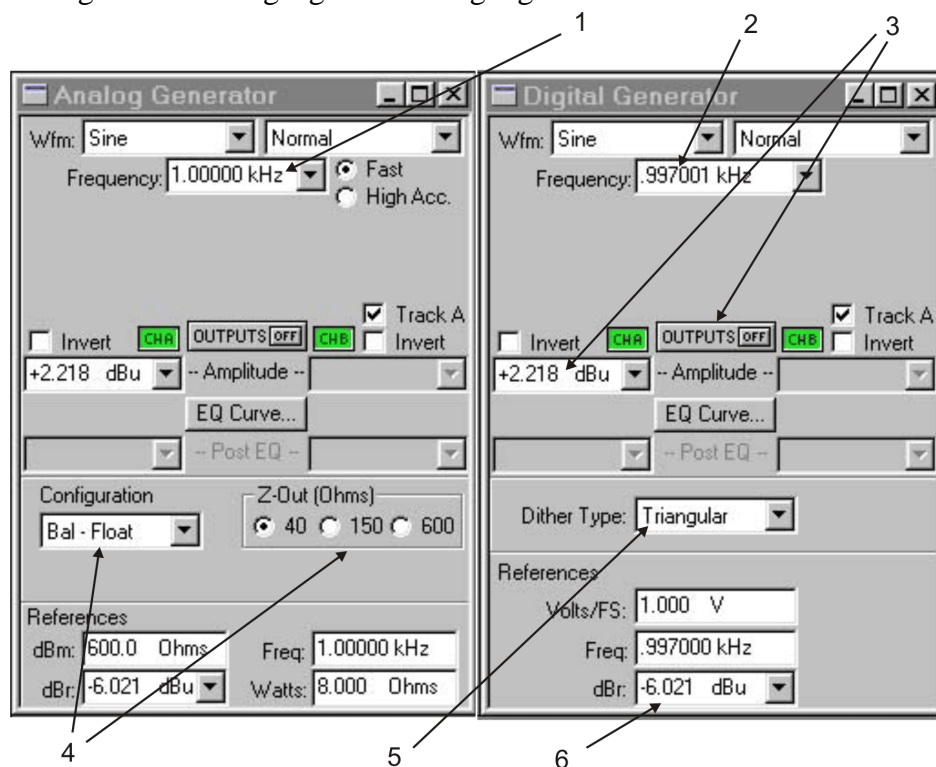 1
2
3
Analog Generator
Wfm: Sine Normal
Frequency: 1.00000 kHz Fast
High Acc.
Track A
Invert CHA OUTPUTS OFF CHB Invert
+2.218 dBu -- Amplitude --
EQ Curve...
-- Post EQ --
Configuration Z-Out (Ohms)
Bal - Float 40 150 600
References
dBm: 600.0 Ohms Freq: 1.00000 kHz
dBr: -6.021 dBu Watts: 8.000 Ohms
Digital Generator
Wfm: Sine Normal
Frequency: .997001 kHz
Track A
Invert CHA OUTPUTS OFF CHB Invert
+2.218 dBu -- Amplitude --
EQ Curve...
-- Post EQ --
Dither Type: Triangular
References
Volts/FS: 1.000 V
Freq: .997000 kHz
dBr: -6.021 dBu
4
5
6